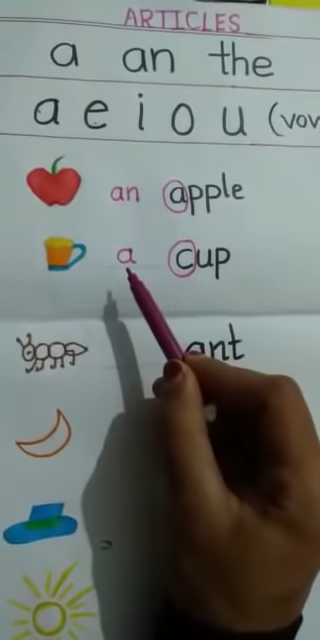 ARTICLES
a an the
a e i o u (vov
an apple
a cup
ant